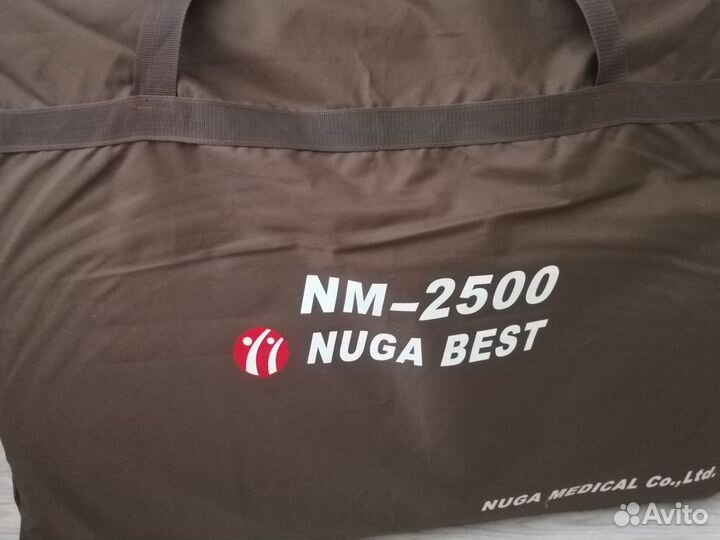 NM-2500
NUGA BEST
NUGA MEDICAL Co.,Ltd.
Avito